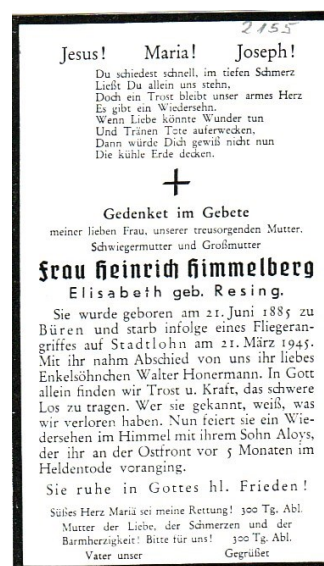 2155
Jesus! Maria! Joseph!
Du schiedest schnell, im tiefen Schmerz
Ließt Du allein uns stehn,
Doch ein Trost bleibt unser armes Herz
Es gibt ein Wiedersehn.
Wenn Liebe könnte Wunder tun
Und Tränen Tote auferwecken,
Dann würde Dich gewiß nicht nun
Die kühle Erde decken.
Gedenket im Gebete
meiner lieben Frau, unserer treusorgenden Mutter,
Schwiegermutter und Großmutter
Frau Heinrich Himmelberg
Elisabeth geb. Resing.
Sie wurde geboren am 21. Juni 1885 zu
Büren und starb infolge eines Fliegeran-
griffes auf Stadtlohn am 21. März 1945.
Mit ihr nahm Abschied von uns ihr liebes
Enkelsöhnchen Walter Honermann. In Gott
allein finden wir Trost u. Kraft, das schwere
Los zu tragen. Wer sie gekannt, weiß, was
wir verloren haben. Nun feiert sie ein Wie-
dersehen im Himmel mit ihrem Sohn Aloys,
der ihr an der Ostfront vor 5 Monaten im
Heldentode voranging.
Sie ruhe in Gottes hl. Frieden!
Süßes Herz Mariä sei meine Rettung! 300 Tg. Abl.
Mutter der Liebe, der Schmerzen und der
Barmherzigkeit! Bitte für uns! 300 Tg. Abl.
Vater unser Gegrüßet